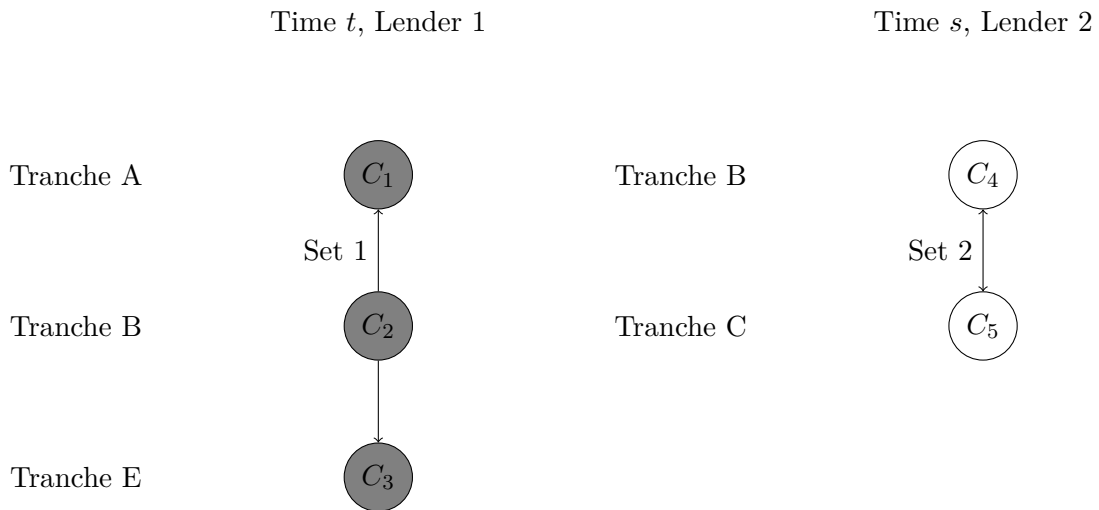 Time t, Lender 1
Time s, Lender 2
Tranche A
C₁
Tranche B
C₄
Set 1
Set 2
Tranche B
C₂
Tranche C
C₅
Tranche E
C₃